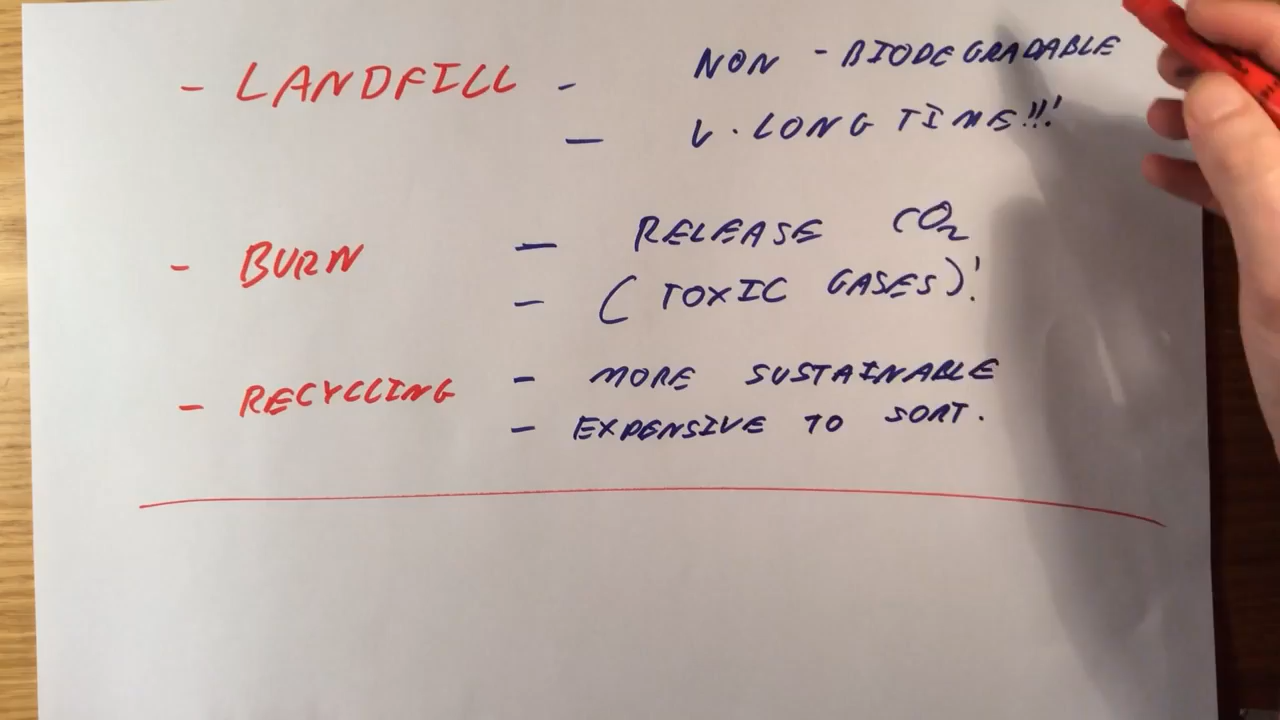 - LANDFILL - NON - BIODEGRADABLE
- V. LONG TIME!!!
- BURN - RELEASE CO₂
- (TOXIC GASES)!
- RECYCLING - MORE SUSTAINABLE
- EXPENSIVE TO SORT.